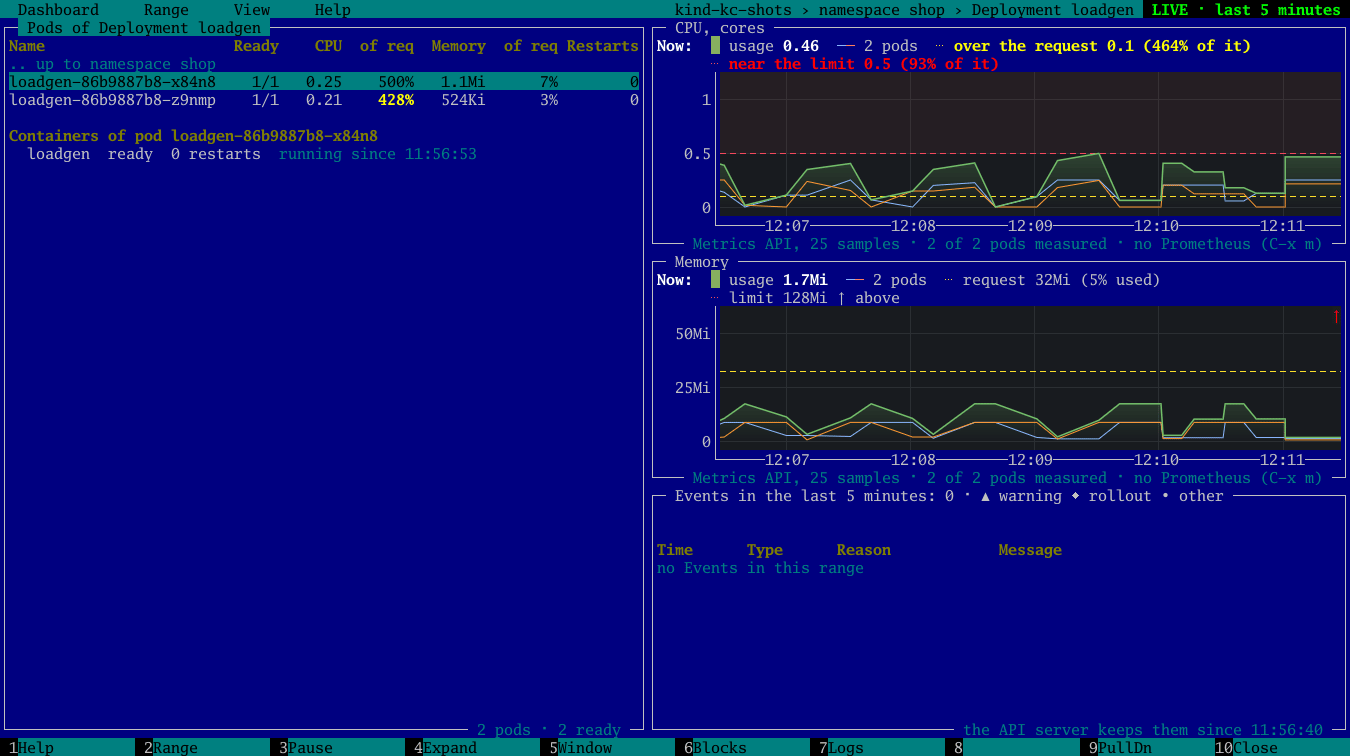 Dashboard Range View Help kind-kc-shots › namespace shop › Deployment loadgen LIVE · last 5 minutes
Pods of Deployment loadgen
Name Ready CPU of req Memory of req Restarts
.. up to namespace shop
loadgen-86b9887b8-x84n8 1/1 0.25 500% 1.1Mi 7% 0
loadgen-86b9887b8-z9nmp 1/1 0.21 428% 524Ki 3% 0
Containers of pod loadgen-86b9887b8-x84n8
loadgen ready 0 restarts running since 11:56:53
2 pods · 2 ready
CPU, cores
Now: usage 0.46 — 2 pods ··· over the request 0.1 (464% of it)
··· near the limit 0.5 (93% of it)
1
0.5
0
12:07 12:08 12:09 12:10 12:11
Metrics API, 25 samples · 2 of 2 pods measured · no Prometheus (C-x m)
Memory
Now: usage 1.7Mi — 2 pods ··· request 32Mi (5% used)
··· limit 128Mi ↑ above
↑
50Mi
25Mi
0
12:07 12:08 12:09 12:10 12:11
Metrics API, 25 samples · 2 of 2 pods measured · no Prometheus (C-x m)
Events in the last 5 minutes: 0 · ▲ warning ◆ rollout • other
Time Type Reason Message
no Events in this range
the API server keeps them since 11:56:40
1Help 2Range 3Pause 4Expand 5Window 6Blocks 7Logs 8 9PullDn 10Close